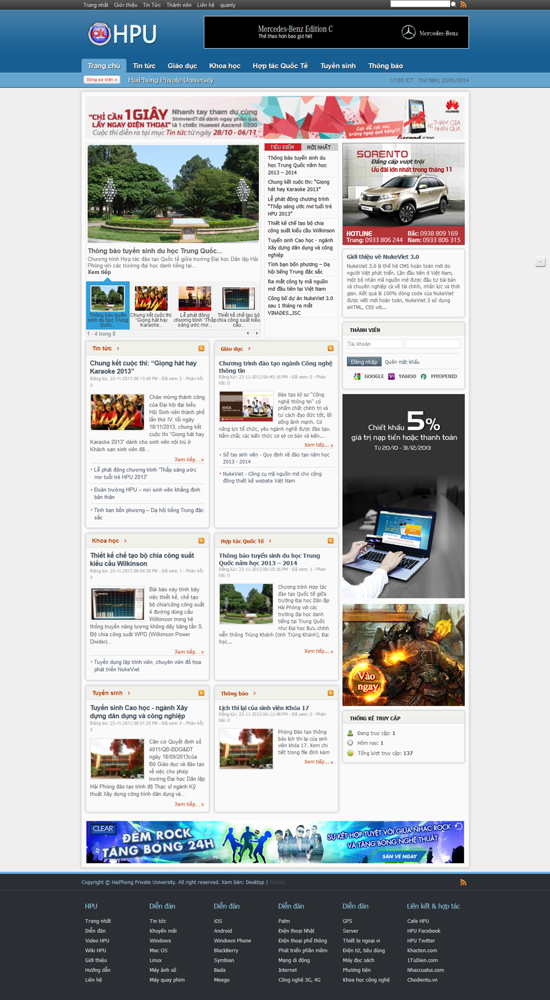 Trang nhất Giới thiệu Tin Tức Thành viên Liên hệ quanly
HPU
Mercedes-Benz Edition C
Thể thao hơn bao giờ hết
Mercedes-Benz
Trang chủ Tin tức Giáo dục Khoa học Hợp tác Quốc Tế Tuyển sinh Thông báo
Dòng sự kiện » HaiPhong Private University 17:03 ICT Thứ Năm, 23/01/2014
"CHỈ CẦN 1GIÂY
LẤY NGAY ĐIỆN THOẠI"
Nhanh tay tham dự cùng
SinhvienIT để dành ngay phần quà
là 1 chiếc Huawei Ascend G700
Cuộc thi diễn ra tại mục Tin tức từ ngày 28/10 - 06/11
Cực dễ, cực vui,
trúng ngay quà tặng!!!
Ascend G700
HUAWEI
THAM GIA
NHẬN QUÀ
Thông báo tuyển sinh du học Trung Quốc...
Chương trình Hợp tác đào tạo Quốc tế giữa trường Đại học Dân lập Hải
Phòng với các trường đại học danh tiếng tại...
Xem tiếp
Thông báo tuyển
sinh du học Trung
Quốc...
Chung kết cuộc thi:
"Giọng hát hay
Karaoke...
Lễ phát động
chương trình "Thắp
sáng ước mơ...
Thiết kế chế tạo bộ
chia công suất kiểu
cầu...
1 - 4 trong 8
TIÊU ĐIỂM MỚI NHẤT
Thông báo tuyển sinh du
học Trung Quốc năm học
2013 – 2014
Chung kết cuộc thi: "Giọng
hát hay Karaoke 2013"
Lễ phát động chương trình
"Thắp sáng ước mơ tuổi trẻ
HPU 2013"
Thiết kế chế tạo bộ chia
công suất kiểu cầu Wilkinson
Tuyển sinh Cao học - ngành
Xây dựng dân dụng và công
nghiệp
Tình bạn bốn phương – Dạ
hội tiếng Trung đặc sắc
Ra mắt công ty mã nguồn
mở đầu tiên tại Việt Nam
Công bố dự án NukeViet 3.0
sau 1 tháng ra mắt
VINADES.,JSC
SORENTO
Đẳng cấp vượt trội
Ưu đãi lớn nhất trong tháng 11
HOTLINE Bắc: 0938 809 169
Trung: 0933 806 244 Nam: 0933 806 315
Giới thiệu về NukeViet 3.0
NukeViet 3.0 là thế hệ CMS hoàn toàn mới do
người Việt phát triển. Lần đầu tiên ở Việt Nam,
một bộ nhân mã nguồn mở được đầu tư bài bản
và chuyên nghiệp cả về tài chính, nhân lực và thời
gian. Kết quả là 100% dòng code của NukeViet
được viết mới hoàn toàn, NukeViet 3 sử dụng
xHTML, CSS với...
THÀNH VIÊN
Tài khoản
Đăng nhập Quên mật khẩu
GOOGLE YAHOO MYOPENID
Chiết khấu 5%
giá trị nạp tiền hoặc thanh toán
Từ 20/10 - 31/12/2013
Vào
ngay
THỐNG KÊ TRUY CẬP
Đang truy cập: 1
Hôm nay: 1
Tổng lượt truy cập: 137
Tin tức
Chung kết cuộc thi: "Giọng hát hay
Karaoke 2013"
Đăng lúc: 23-11-2013 06:13:40 PM - Đã xem: 2 - Phản hồi:
0
Chào mừng thành công
của Đại hội đại biểu
Hội Sinh viên thành phố
lần thứ IV, tối ngày
18/11/2013, chung kết
cuộc thi "Giọng hát hay
Karaoke 2013" dành cho sinh viên nội trú ở
Khách sạn sinh viên đã...
Xem tiếp... »
Lễ phát động chương trình "Thắp sáng ước
mơ tuổi trẻ HPU 2013"
Đoàn trường HPU – nơi sinh viên khẳng định
bản thân
Tình bạn bốn phương – Dạ hội tiếng Trung đặc
sắc
Giáo dục
Chương trình đào tạo ngành Công nghệ
thông tin
Đăng lúc: 23-11-2013 06:40:16 PM - Đã xem: 0 - Phản
hồi: 0
KHOA
Đào tạo kỹ sư "Công
nghệ thông tin" có
phẩm chất chính trị và
tư cách đạo đức tốt, lối
sống lành mạnh. Có
năng lực tổ chức, yêu ngành nghề được đào tạo.
Nắm chắc các kiến thức cơ sở cơ bản và kiến...
Xem tiếp... »
Sổ tay sinh viên - Quy định về đào tạo năm học
2013 - 2014
NukeViet - Công cụ mã nguồn mở cho cộng
đồng thiết kế website Việt Nam
Khoa học
Thiết kế chế tạo bộ chia công suất
kiểu cầu Wilkinson
Đăng lúc: 23-11-2013 06:04:38 PM - Đã xem: 1 - Phản hồi:
0
Bài báo này trình bày
việc thiết kế, chế tạo
bộ chia/cộng công suất
4 đường dùng cầu
Wilkinson trong hệ
thống truyền năng lượng không dây băng tần S.
Bộ chia công suất WPD (Wilkinson Power
Divider)...
Xem tiếp... »
Tuyển dụng lập trình viên, chuyên viên đồ họa
phát triển NukeViet
Hợp tác Quốc Tế
Thông báo tuyển sinh du học Trung
Quốc năm học 2013 – 2014
Đăng lúc: 23-11-2013 06:15:16 PM - Đã xem: 1 - Phản
hồi: 0
Chương trình Hợp tác
đào tạo Quốc tế giữa
trường Đại học Dân lập
Hải Phòng với các
trường đại học danh
tiếng tại Trung Quốc
như Đại học Bưu chính
viễn thông Trùng Khánh (tỉnh Trùng Khánh), Đại
học...
Xem tiếp... »
Tuyển sinh
Tuyển sinh Cao học - ngành Xây
dựng dân dụng và công nghiệp
Đăng lúc: 23-11-2013 06:01:20 PM - Đã xem: 0 - Phản hồi:
0
Căn cứ Quyết định số
4011/QĐ-BDG&ĐT
ngày 18/09/2013của
Bộ Giáo dục và đào tạo
về việc cho phép
trường Đại học Dân lập
Hải Phòng đào tạo trình độ Thạc sĩ ngành Kỹ
thuật Xây dựng công trình dân dụng và...
Xem tiếp... »
Thông báo
Lịch thi lại của sinh viên Khóa 17
Đăng lúc: 23-11-2013 06:11:48 PM - Đã xem: 0 - Phản
hồi: 0
Phòng Đào tạo thông
báo lịch thi lại của sinh
viên khóa 17. Xem chi
tiết trong file đính kèm
Xem tiếp... »
CLEAR
ĐÊM ROCK
TÂNG BÓNG 24H
SỰ KẾT HỢP TUYỆT VỜI GIỮA NHẠC ROCK
VÀ TÂNG BÓNG NGHỆ THUẬT
SĂN VÉ NGAY
Copyright © HaiPhong Private University. All right reserved. Xem bản: Desktop | Mobile
HPU Diễn đàn Diễn đàn Diễn đàn Diễn đàn Liên kết & hợp tác
Trang nhất Tin tức iOS Palm GPS Cafe HPU
Diễn đàn Khuyến mãi Android Điện thoại Nhật Server HPU Facebook
Video HPU Windows Windows Phone Điện thoại phổ thông Thiết bị ngoại vi HPU Twitter
Wiki HPU Mac OS BlackBerry Phát triển phần mềm Điện tử, tiêu dùng Khacten.com
Giới thiệu Linux Symbian Mạng di động Máy đọc sách 1TuDien.com
Hướng dẫn Máy ảnh số Bada Internet Phương tiện Nhaccuatui.com
Liên hệ Máy quay phim Meego Công nghệ 3G, 4G Khoa học công nghệ Chodientu.vn